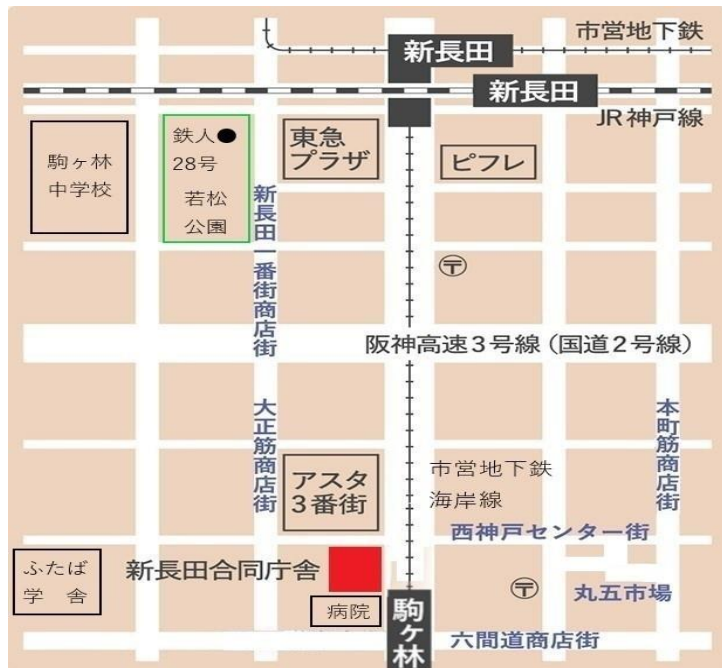 市営地下鉄
新長田
新長田
JR神戸線
駒ヶ林
中学校
鉄人●
28号
若松
公園
東急
プラザ
ピフレ
新長田一番街商店街
〒
阪神高速3号線(国道2号線)
大正筋商店街
本町筋商店街
アスタ
3番街
市営地下鉄
海岸線
西神戸センター街
ふたば
学 舎
新長田合同庁舎
病院
〒
丸五市場
駒ヶ林
六間道商店街